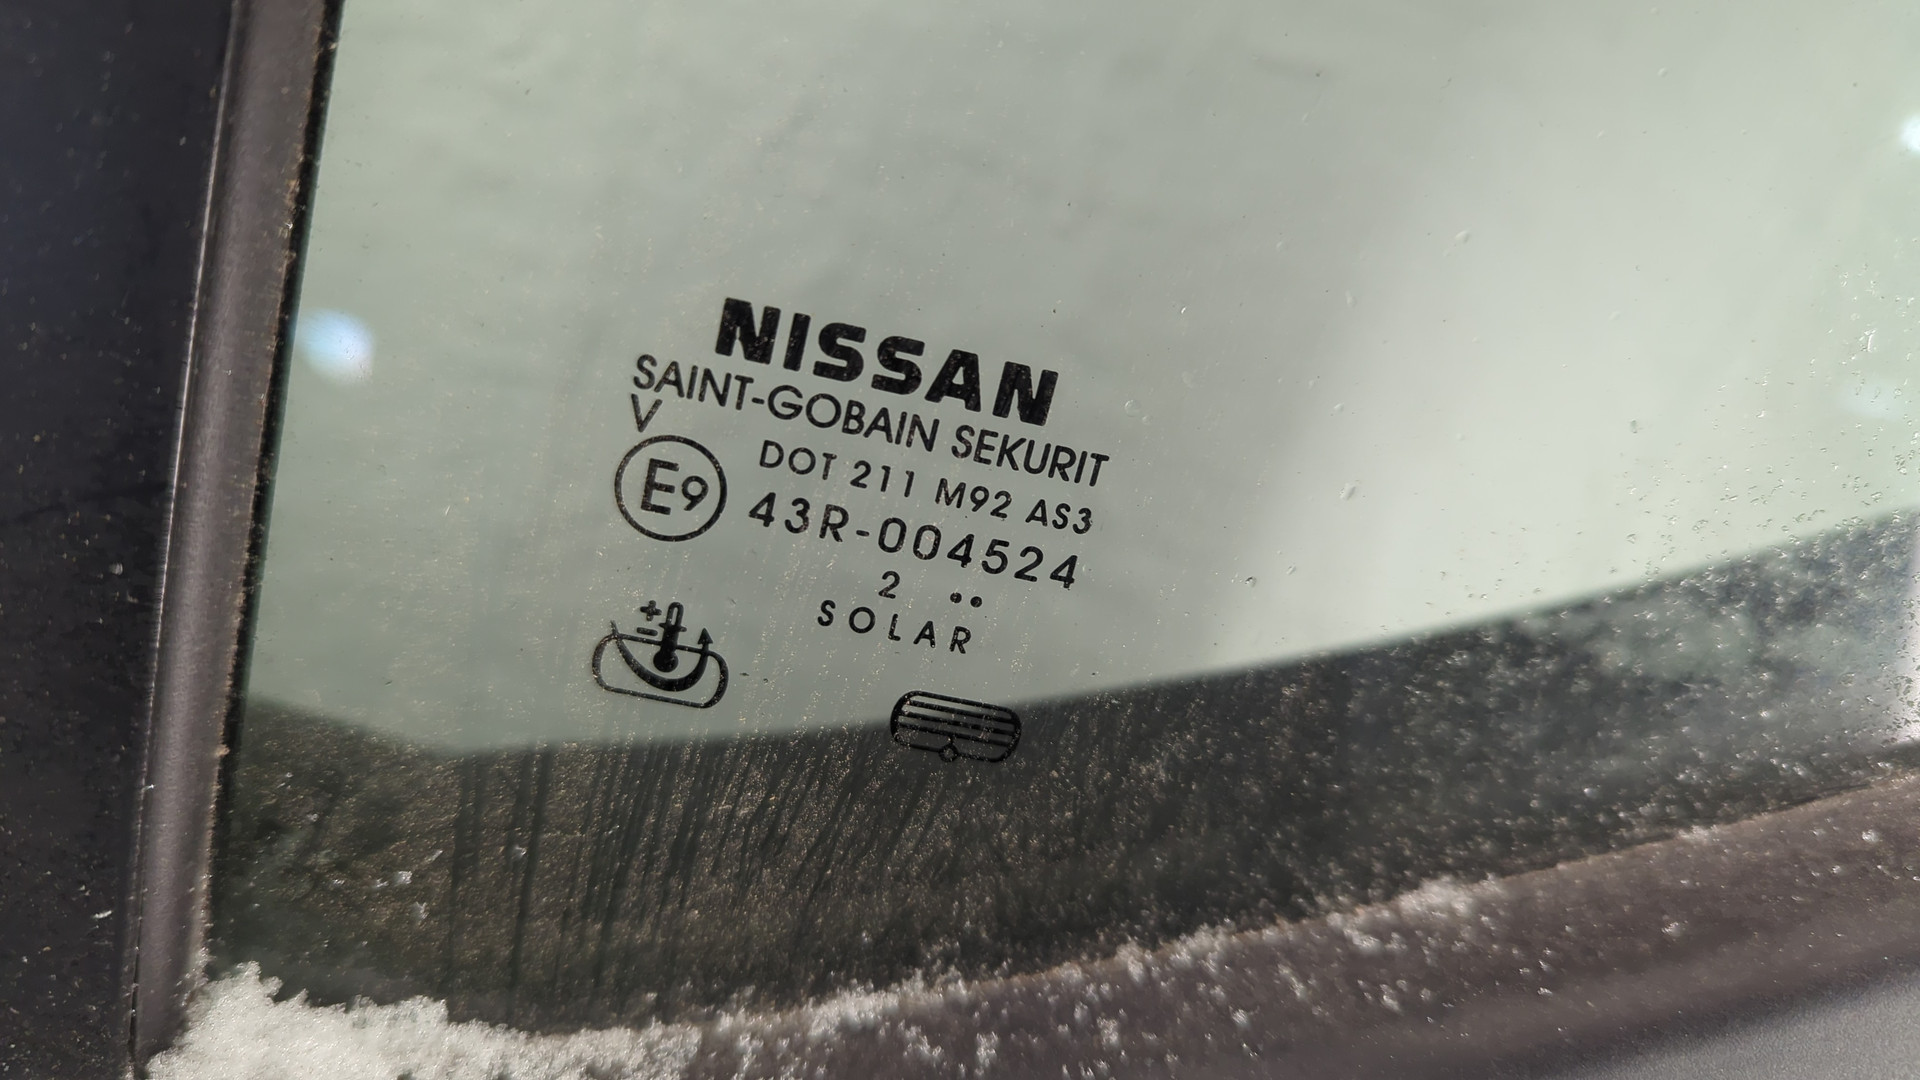 NISSAN
SAINT-GOBAIN SEKURIT
V
DOT 211 M92 AS3
E9 43R-004524
2 ..
SOLAR